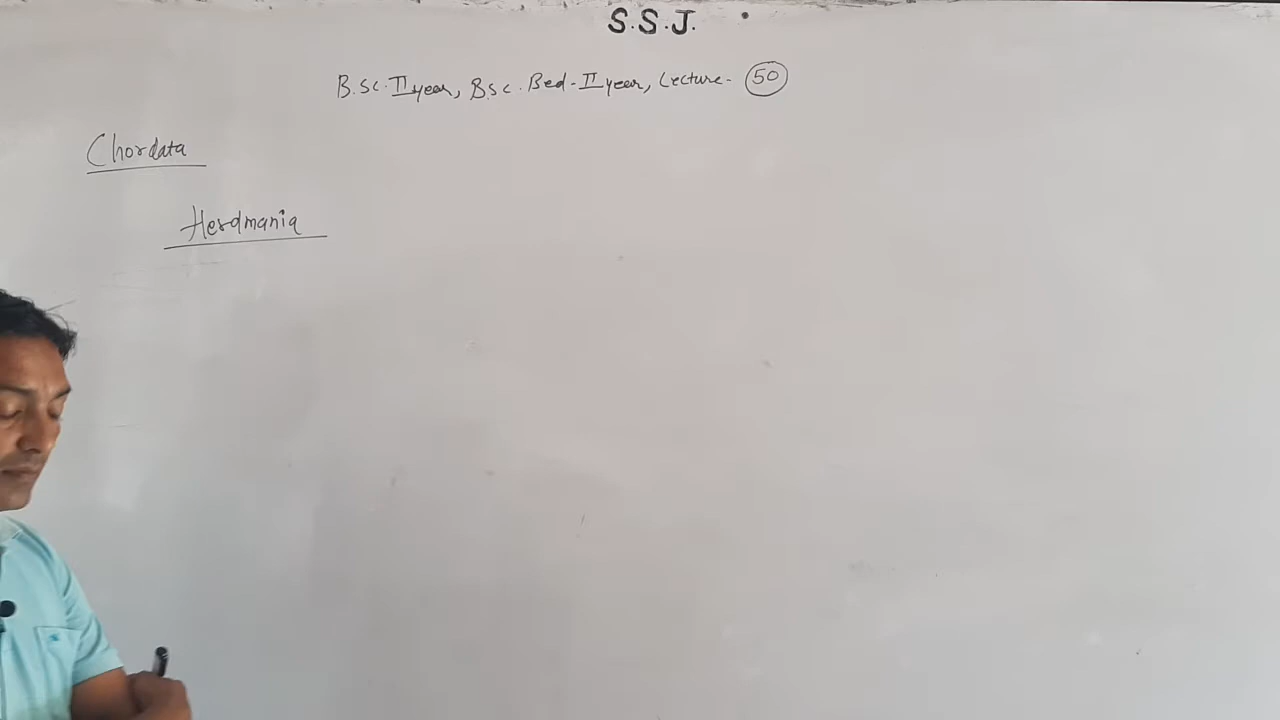 S.S.J.
B.Sc. II year, B.Sc. Bed - II year, Lecture - 50
Chordata
Herdmania